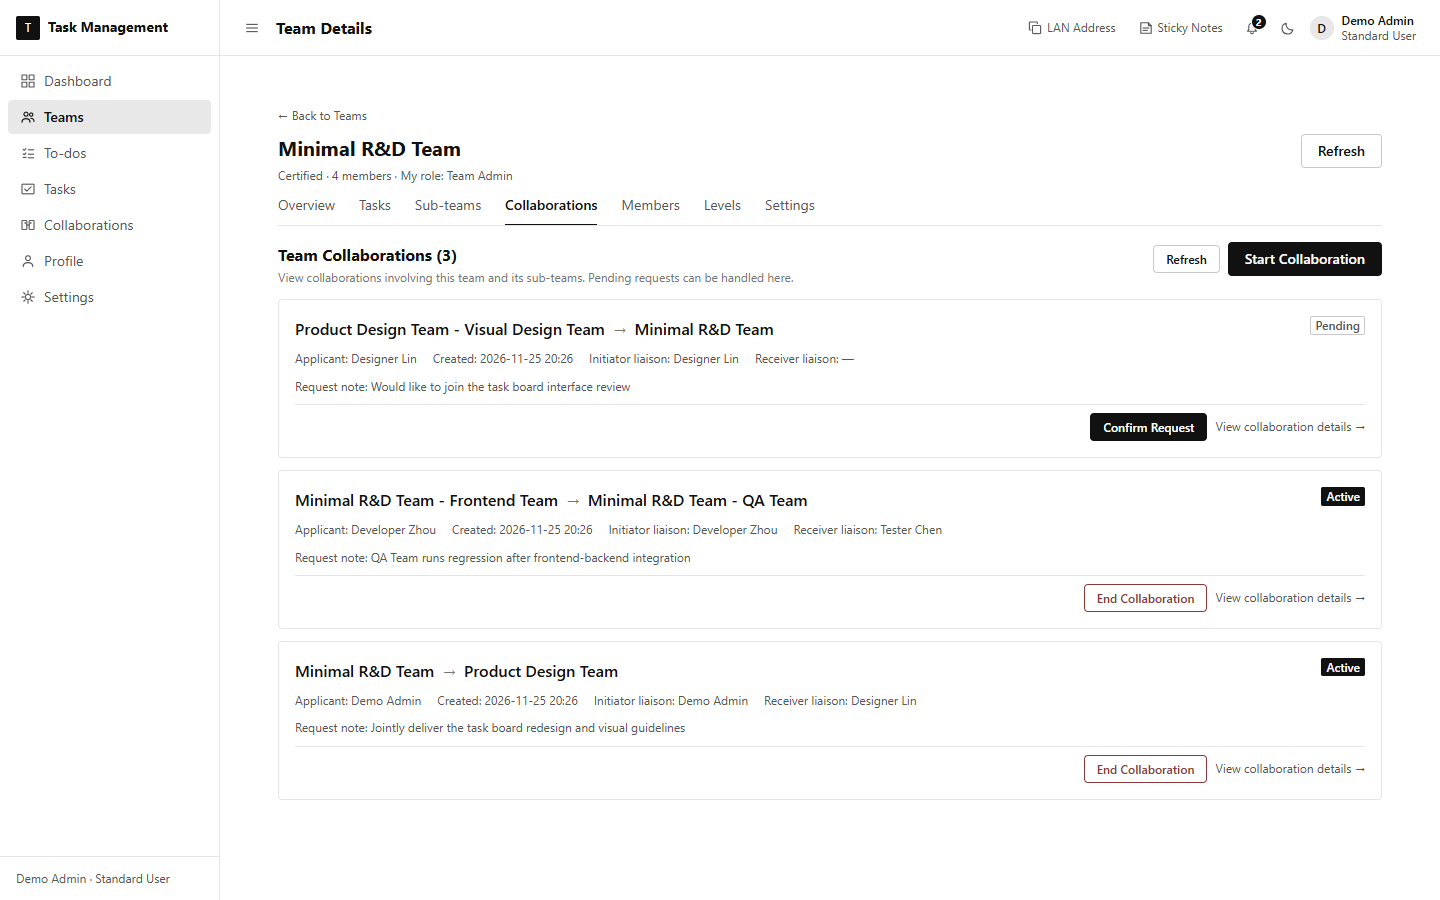 T Task Management
Team Details
LAN Address
Sticky Notes
2
D
Demo Admin
Standard User
Dashboard
Teams
To-dos
Tasks
Collaborations
Profile
Settings
← Back to Teams
Minimal R&D Team
Refresh
Certified · 4 members · My role: Team Admin
Overview Tasks Sub-teams Collaborations Members Levels Settings
Team Collaborations (3)
View collaborations involving this team and its sub-teams. Pending requests can be handled here.
Refresh
Start Collaboration
Product Design Team - Visual Design Team → Minimal R&D Team
Pending
Applicant: Designer Lin Created: 2026-11-25 20:26 Initiator liaison: Designer Lin Receiver liaison: —
Request note: Would like to join the task board interface review
Confirm Request View collaboration details →
Minimal R&D Team - Frontend Team → Minimal R&D Team - QA Team
Active
Applicant: Developer Zhou Created: 2026-11-25 20:26 Initiator liaison: Developer Zhou Receiver liaison: Tester Chen
Request note: QA Team runs regression after frontend-backend integration
End Collaboration View collaboration details →
Minimal R&D Team → Product Design Team
Active
Applicant: Demo Admin Created: 2026-11-25 20:26 Initiator liaison: Demo Admin Receiver liaison: Designer Lin
Request note: Jointly deliver the task board redesign and visual guidelines
End Collaboration View collaboration details →
Demo Admin · Standard User